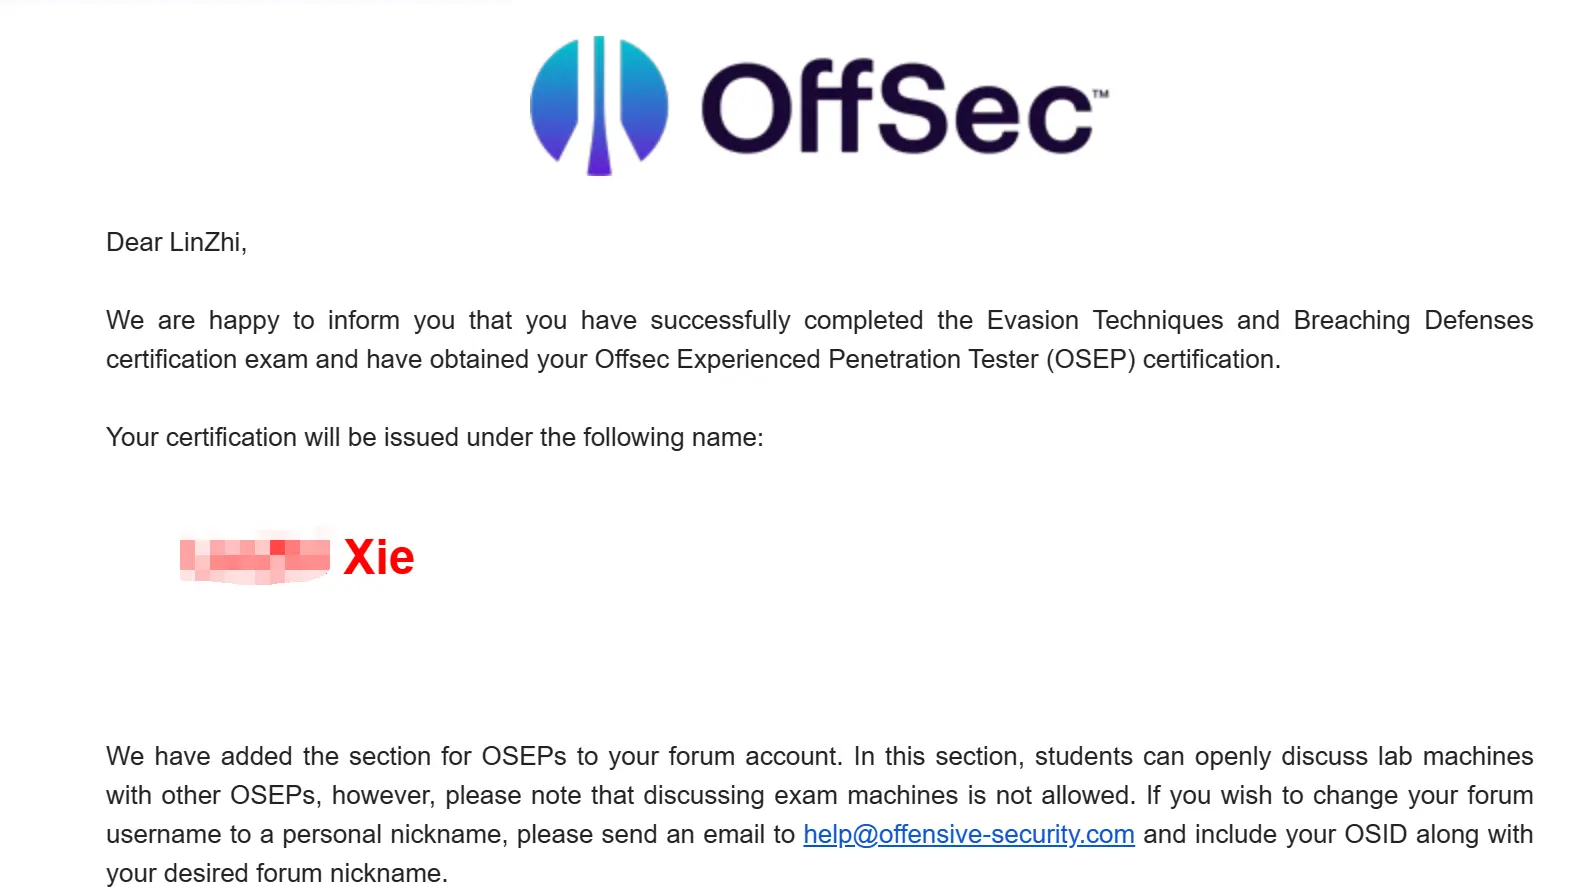 OffSec™
Dear LinZhi,
We are happy to inform you that you have successfully completed the Evasion Techniques and Breaching Defenses
certification exam and have obtained your Offsec Experienced Penetration Tester (OSEP) certification.
Your certification will be issued under the following name:
Xie
We have added the section for OSEPs to your forum account. In this section, students can openly discuss lab machines
with other OSEPs, however, please note that discussing exam machines is not allowed. If you wish to change your forum
username to a personal nickname, please send an email to help@offensive-security.com and include your OSID along with
your desired forum nickname.